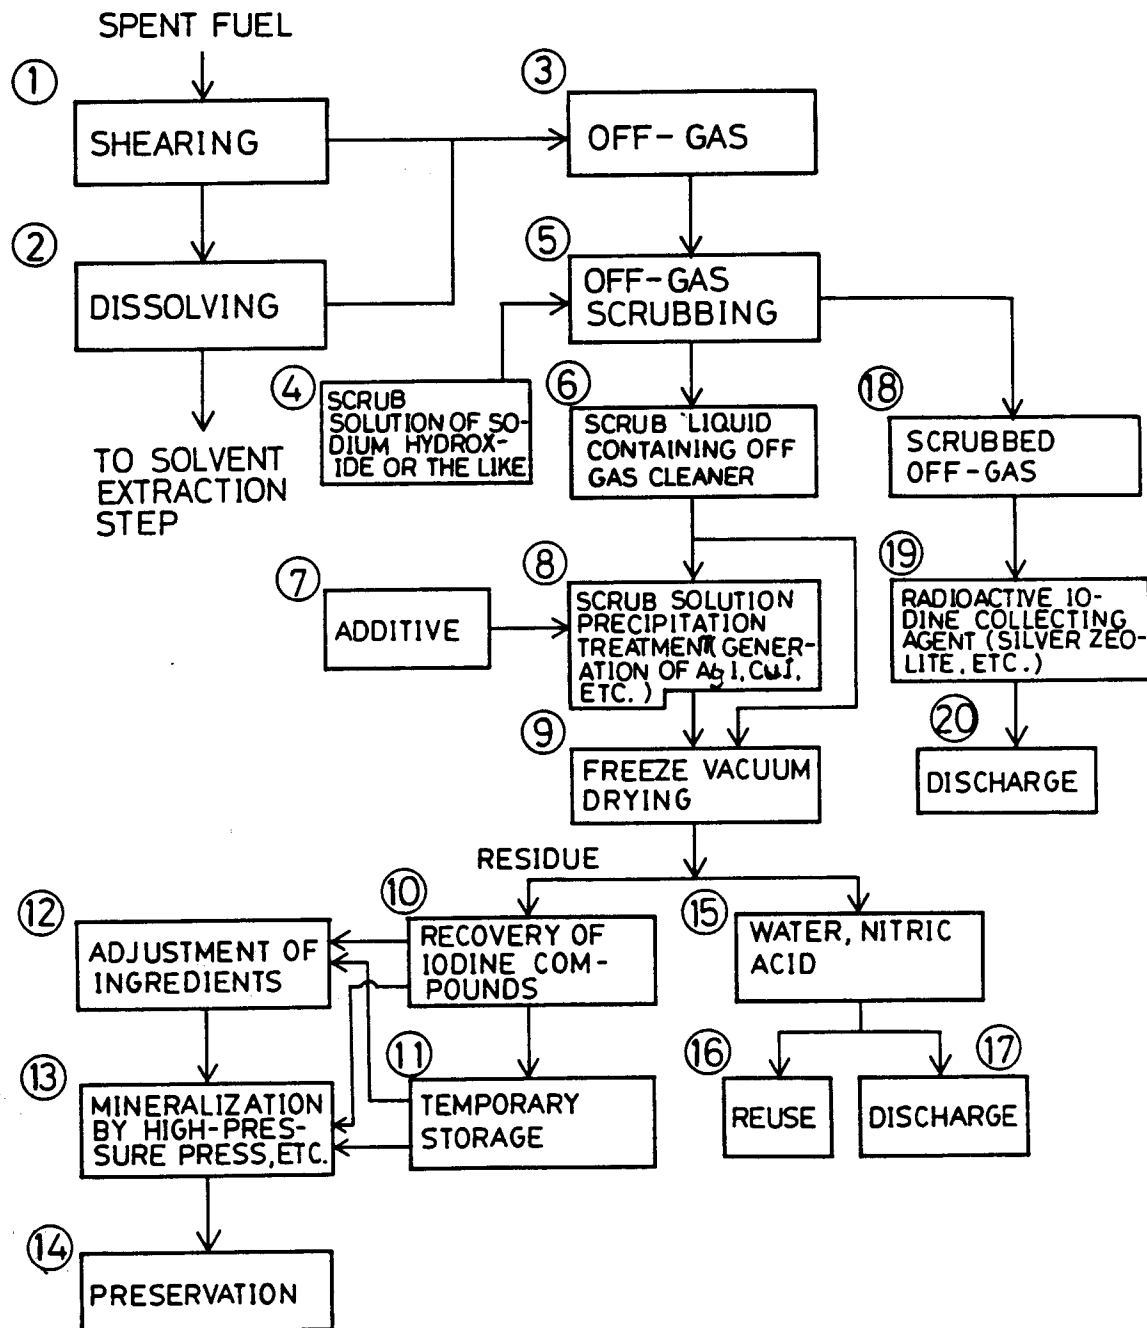 SPENT FUEL
1
SHEARING
3
OFF-GAS
2
DISSOLVING
5
OFF-GAS
SCRUBBING
4
SCRUB
SOLUTION OF SO-
DIUM HYDROX-
IDE OR THE LIKE
6
SCRUB LIQUID
CONTAINING OFF
GAS CLEANER
18
SCRUBBED
OFF-GAS
TO SOLVENT
EXTRACTION
STEP
7
ADDITIVE
8
SCRUB SOLUTION
PRECIPITATION
TREATMENT (GENER-
ATION OF AgI, CuI,
ETC.)
19
RADIOACTIVE IO-
DINE COLLECTING
AGENT (SILVER ZEO-
LITE, ETC.)
9
FREEZE VACUUM
DRYING
20
DISCHARGE
RESIDUE
12
ADJUSTMENT OF
INGREDIENTS
10
RECOVERY OF
IODINE COM-
POUNDS
15
WATER, NITRIC
ACID
13
MINERALIZATION
BY HIGH-PRES-
SURE PRESS, ETC.
11
TEMPORARY
STORAGE
16
REUSE
17
DISCHARGE
14
PRESERVATION